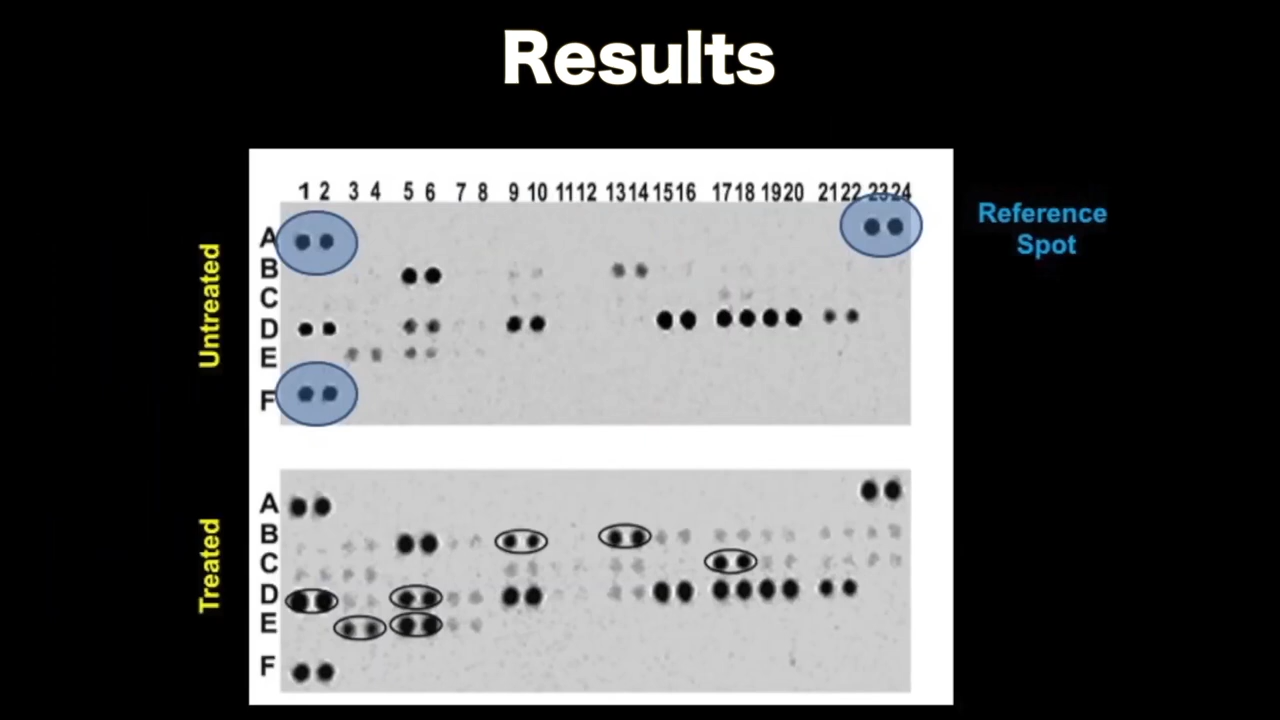 Results
1 2 3 4 5 6 7 8 9 10 11 12 13 14 15 16 17 18 19 20 21 22 23 24
Reference
Spot
Untreated
A
B
C
D
E
F
Treated
A
B
C
D
E
F